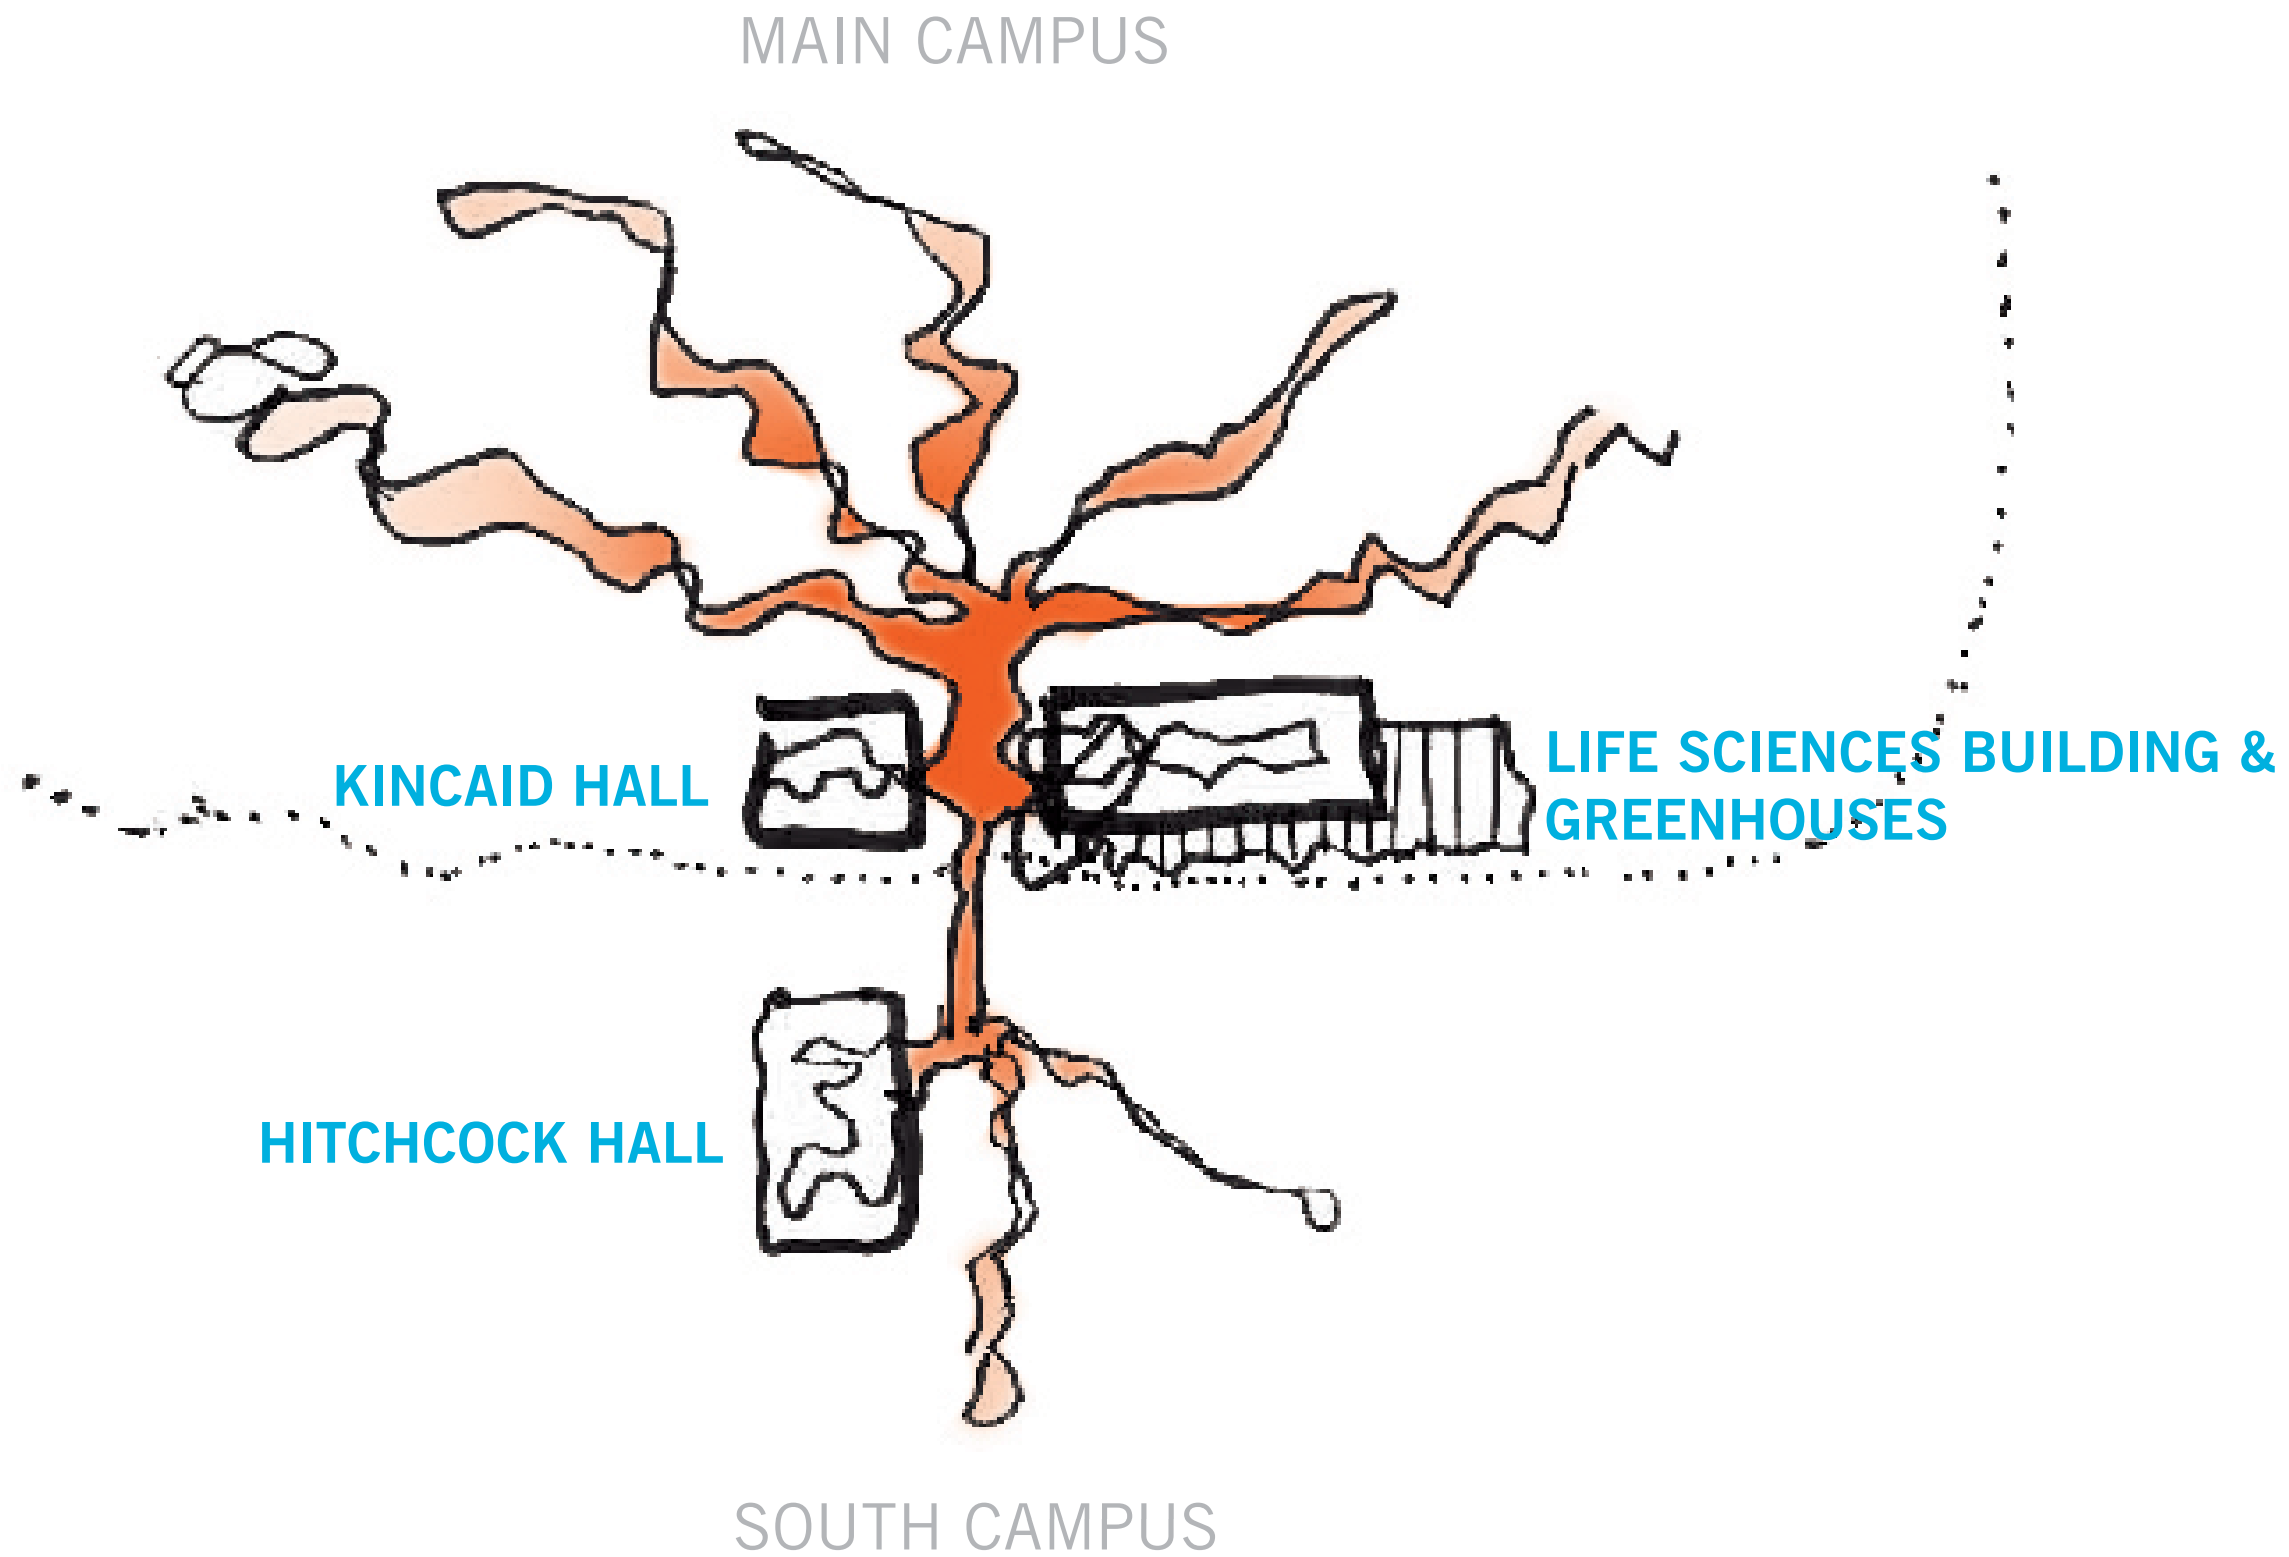 MAIN CAMPUS
KINCAID HALL
LIFE SCIENCES BUILDING &
GREENHOUSES
HITCHCOCK HALL
SOUTH CAMPUS